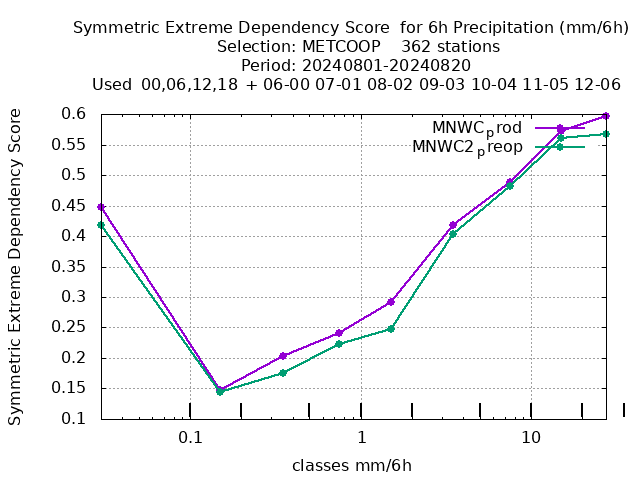 Symmetric Extreme Dependency Score  for 6h Precipitation (mm/6h)
Selection: METCOOP    362 stations
Period: 20240801-20240820
Used  00,06,12,18  + 06-00 07-01 08-02 09-03 10-04 11-05 12-06
Symmetric Extreme Dependency Score
0.6
0.55
0.5
0.45
0.4
0.35
0.3
0.25
0.2
0.15
0.1
MNWCprod
MNWC2preop
0.1
1
10
classes mm/6h